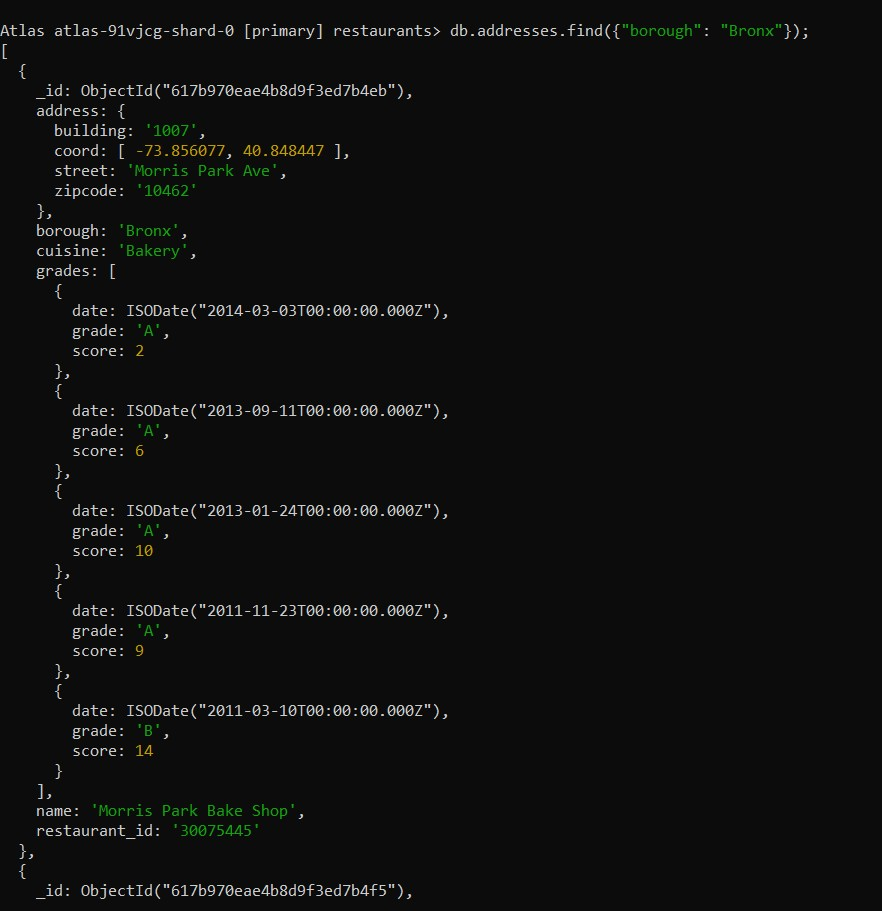 Atlas atlas-91vjcg-shard-0 [primary] restaurants> db.addresses.find({"borough": "Bronx"});
[
  {
    _id: ObjectId("617b970eae4b8d9f3ed7b4eb"),
    address: {
      building: '1007',
      coord: [ -73.856077, 40.848447 ],
      street: 'Morris Park Ave',
      zipcode: '10462'
    },
    borough: 'Bronx',
    cuisine: 'Bakery',
    grades: [
      {
        date: ISODate("2014-03-03T00:00:00.000Z"),
        grade: 'A',
        score: 2
      },
      {
        date: ISODate("2013-09-11T00:00:00.000Z"),
        grade: 'A',
        score: 6
      },
      {
        date: ISODate("2013-01-24T00:00:00.000Z"),
        grade: 'A',
        score: 10
      },
      {
        date: ISODate("2011-11-23T00:00:00.000Z"),
        grade: 'A',
        score: 9
      },
      {
        date: ISODate("2011-03-10T00:00:00.000Z"),
        grade: 'B',
        score: 14
      }
    ],
    name: 'Morris Park Bake Shop',
    restaurant_id: '30075445'
  },
  {
    _id: ObjectId("617b970eae4b8d9f3ed7b4f5"),